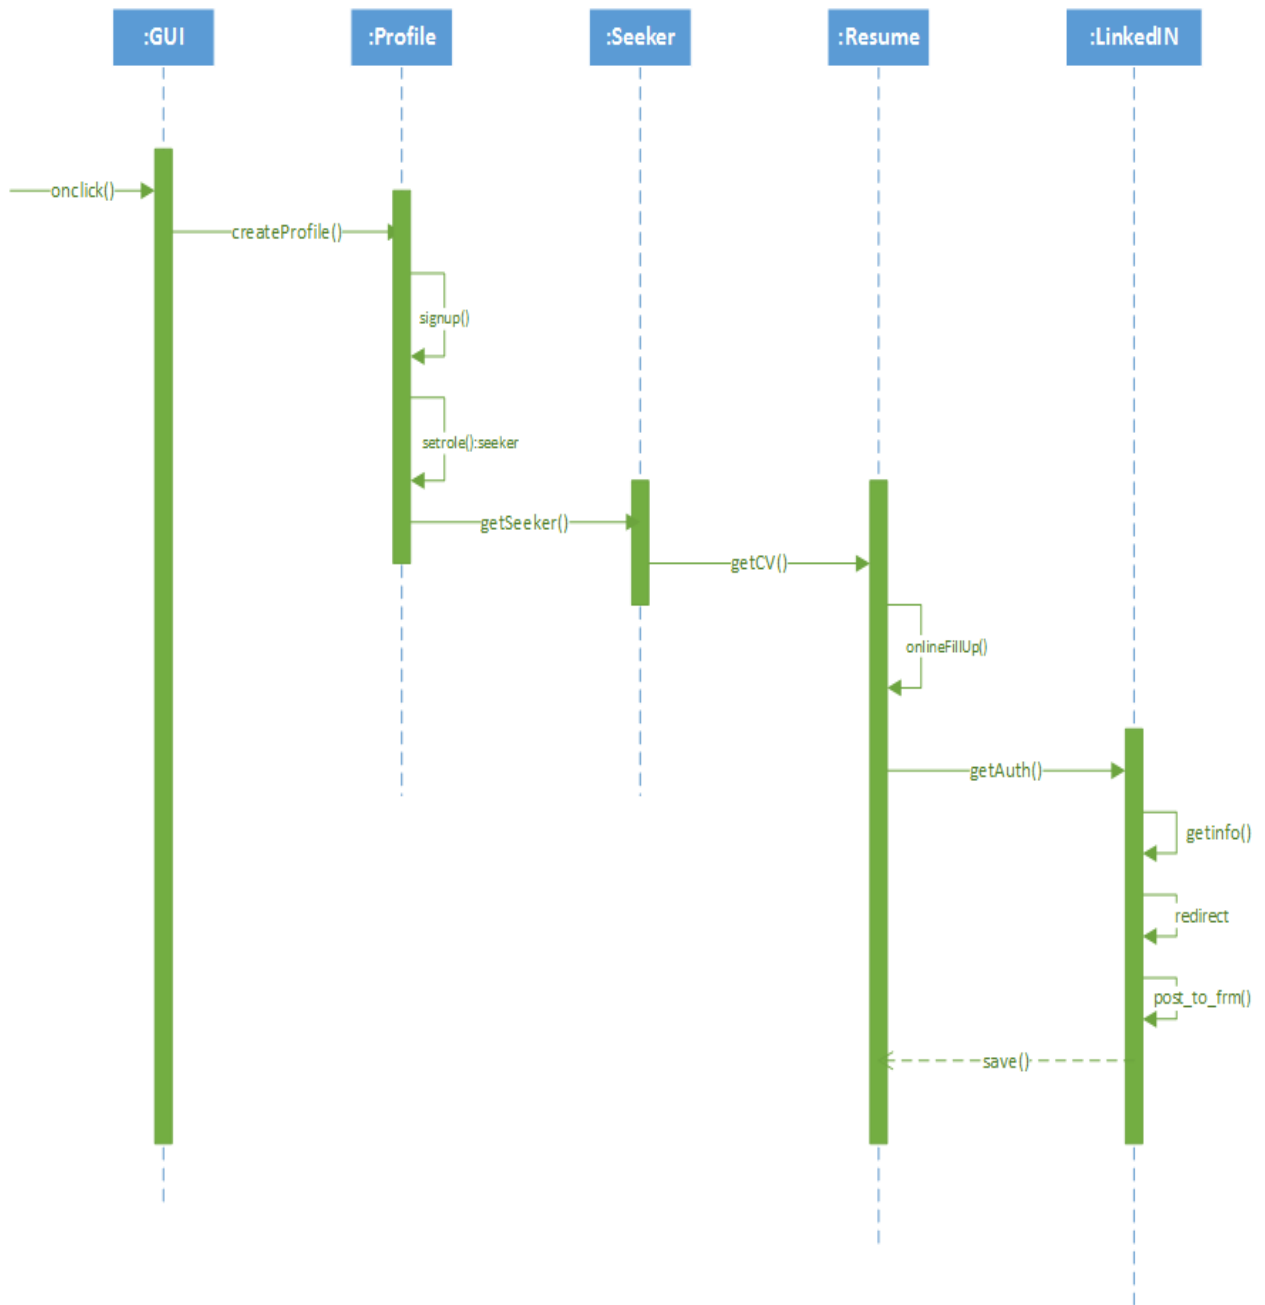 :GUI
:Profile
:Seeker
:Resume
:LinkedIN
onclick()
createProfile()
signup()
setrole():seeker
getSeeker()
getCV()
onlineFillUp()
getAuth()
getinfo()
redirect
post_to_frm()
save()